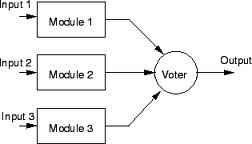 Input 1
Module 1
Input 2
Module 2
Voter
Output
Input 3
Module 3